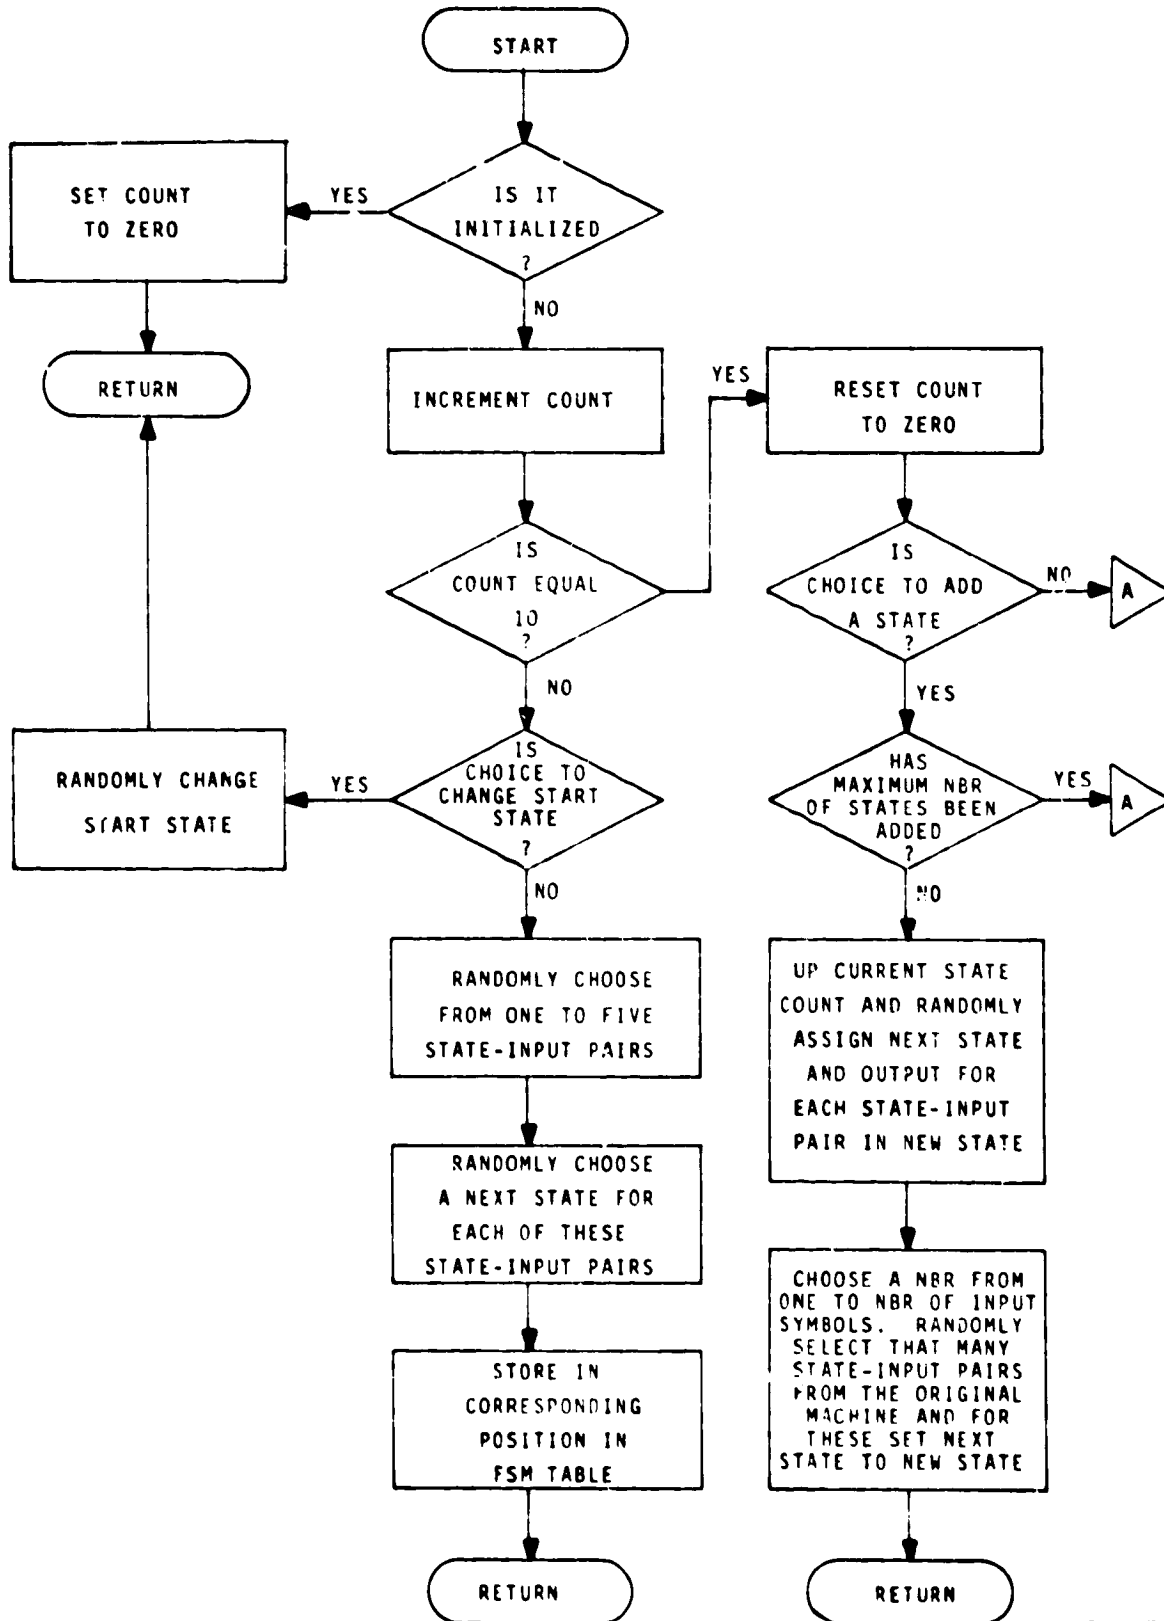 START
IS IT
INITIALIZED
?
YES
SET COUNT
TO ZERO
NO
RETURN
INCREMENT COUNT
YES
RESET COUNT
TO ZERO
IS
COUNT EQUAL
10
?
IS
CHOICE TO ADD
A STATE
?
NO
A
NO
YES
IS
CHOICE TO
CHANGE START
STATE
?
YES
RANDOMLY CHANGE
START STATE
HAS
MAXIMUM NBR
OF STATES BEEN
ADDED
?
YES
A
NO
NO
RANDOMLY CHOOSE
FROM ONE TO FIVE
STATE-INPUT PAIRS
UP CURRENT STATE
COUNT AND RANDOMLY
ASSIGN NEXT STATE
AND OUTPUT FOR
EACH STATE-INPUT
PAIR IN NEW STATE
RANDOMLY CHOOSE
A NEXT STATE FOR
EACH OF THESE
STATE-INPUT PAIRS
CHOOSE A NBR FROM
ONE TO NBR OF INPUT
SYMBOLS. RANDOMLY
SELECT THAT MANY
STATE-INPUT PAIRS
FROM THE ORIGINAL
MACHINE AND FOR
THESE SET NEXT
STATE TO NEW STATE
STORE IN
CORRESPONDING
POSITION IN
FSM TABLE
RETURN
RETURN